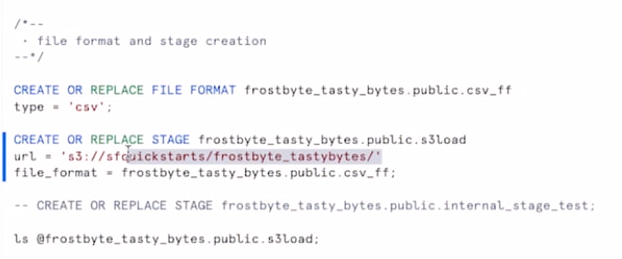 /*--
 • file format and stage creation
--*/
CREATE OR REPLACE FILE FORMAT frostbyte_tasty_bytes.public.csv_ff
type = 'csv';
CREATE OR REPLACE STAGE frostbyte_tasty_bytes.public.s3load
url = 's3://sfquickstarts/frostbyte_tastybytes/'
file_format = frostbyte_tasty_bytes.public.csv_ff;
-- CREATE OR REPLACE STAGE frostbyte_tasty_bytes.public.internal_stage_test;
ls @frostbyte_tasty_bytes.public.s3load;